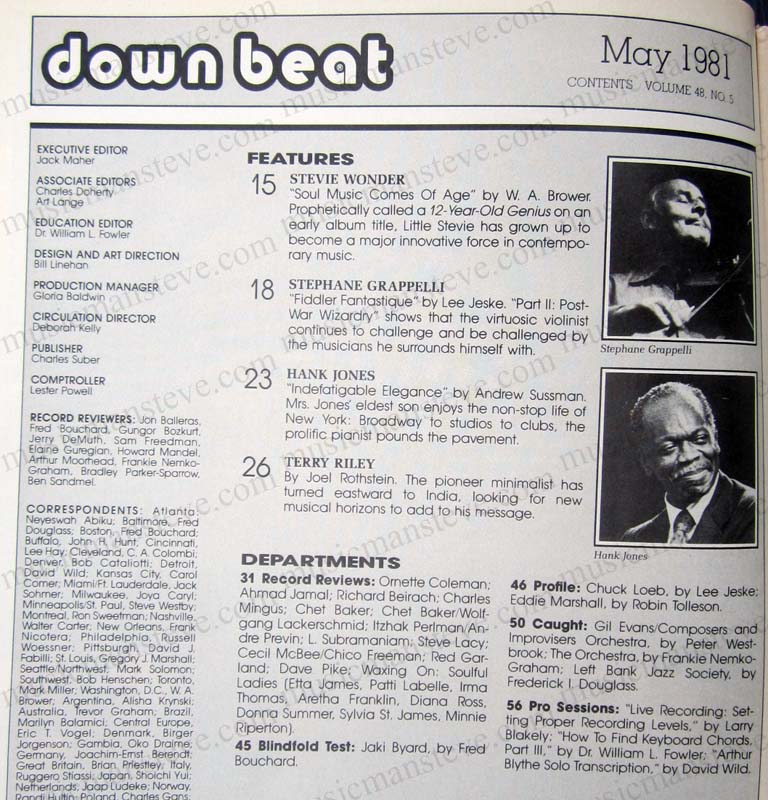 down beat
May 1981
CONTENTS VOLUME 48, NO. 5
EXECUTIVE EDITOR
Jack Maher
ASSOCIATE EDITORS
Charles Doherty
Art Lange
EDUCATION EDITOR
Dr. William L. Fowler
DESIGN AND ART DIRECTION
Bill Linehan
PRODUCTION MANAGER
Gloria Baldwin
CIRCULATION DIRECTOR
Deborah Kelly
PUBLISHER
Charles Suber
COMPTROLLER
Lester Powell
RECORD REVIEWERS: Jon Balleras,
Fred Bouchard, Gungor Bozkurt,
Jerry DeMuth, Sam Freedman,
Elaine Guregian, Howard Mandel,
Arthur Moorhead, Frankie Nemko-
Graham, Bradley Parker-Sparrow,
Ben Sandmel.
CORRESPONDENTS: Atlanta,
Neyeswah Abiku; Baltimore, Fred
Douglass; Boston, Fred Bouchard;
Buffalo, John H. Hunt; Cincinnati,
Lee Hay; Cleveland, C. A. Colombi;
Denver, Bob Cataliotti; Detroit,
David Wild; Kansas City, Carol
Comer; Miami/Ft. Lauderdale, Jack
Sohmer; Milwaukee, Joya Caryl;
Minneapolis/St. Paul, Steve Westby;
Montreal, Ron Sweetman; Nashville,
Walter Carter; New Orleans, Frank
Nicotera; Philadelphia, Russell
Woessner; Pittsburgh, David J.
Fabilli; St. Louis, Gregory J. Marshall;
Seattle/Northwest, Mark Solomon;
Southwest, Bob Henschen; Toronto,
Mark Miller; Washington, D.C., W. A.
Brower; Argentina, Alisha Krynski;
Australia, Trevor Graham; Brazil,
Marilyn Balamici; Central Europe,
Eric T. Vogel; Denmark, Birger
Jorgenson; Gambia, Oko Draime;
Germany, Joachim-Ernst Berendt;
Great Britain, Brian Priestley; Italy,
Ruggero Stiassi; Japan, Shoichi Yui;
Netherlands, Jaap Ludeke; Norway,
Randi Hultin; Poland, Charles Gans;
FEATURES
15 STEVIE WONDER
"Soul Music Comes Of Age" by W. A. Brower.
Prophetically called a 12-Year-Old Genius on an
early album title, Little Stevie has grown up to
become a major innovative force in contempo-
rary music.
18 STEPHANE GRAPPELLI
"Fiddler Fantastique" by Lee Jeske. "Part II: Post-
War Wizardry" shows that the virtuosic violinist
continues to challenge and be challenged by
the musicians he surrounds himself with.
23 HANK JONES
"Indefatigable Elegance" by Andrew Sussman.
Mrs. Jones' eldest son enjoys the non-stop life of
New York: Broadway to studios to clubs, the
prolific pianist pounds the pavement.
26 TERRY RILEY
By Joel Rothstein. The pioneer minimalist has
turned eastward to India, looking for new
musical horizons to add to his message.
Stephane Grappelli
Hank Jones
DEPARTMENTS
31 Record Reviews: Ornette Coleman;
Ahmad Jamal; Richard Beirach; Charles
Mingus; Chet Baker; Chet Baker/Wolf-
gang Lackerschmid; Itzhak Perlman/An-
dre Previn; L. Subramaniam; Steve Lacy;
Cecil McBee/Chico Freeman; Red Gar-
land; Dave Pike; Waxing On: Soulful
Ladies (Etta James, Patti Labelle, Irma
Thomas, Aretha Franklin, Diana Ross,
Donna Summer, Sylvia St. James, Minnie
Riperton).
45 Blindfold Test: Jaki Byard, by Fred
Bouchard.
46 Profile: Chuck Loeb, by Lee Jeske;
Eddie Marshall, by Robin Tolleson.
50 Caught: Gil Evans/Composers and
Improvisers Orchestra, by Peter West-
brook; The Orchestra, by Frankie Nemko-
Graham; Left Bank Jazz Society, by
Frederick I. Douglass.
56 Pro Sessions: "Live Recording: Set-
ting Proper Recording Levels," by Larry
Blakely; "How To Find Keyboard Chords,
Part III," by Dr. William L. Fowler; "Arthur
Blythe Solo Transcription," by David Wild.
musicmansteve.com